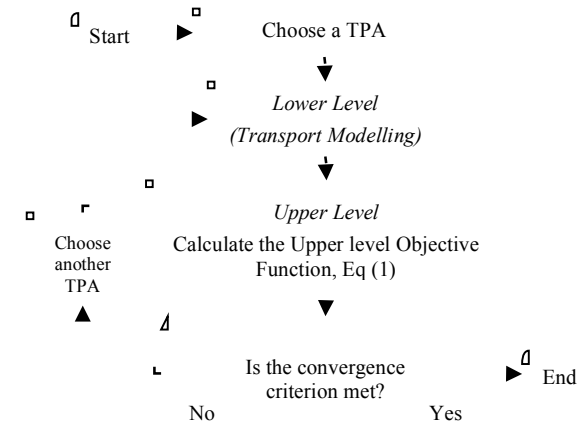 Start
Choose a TPA
Lower Level
(Transport Modelling)
Upper Level
Calculate the Upper level Objective
Function, Eq (1)
Choose
another
TPA
Is the convergence
criterion met?
End
No
Yes